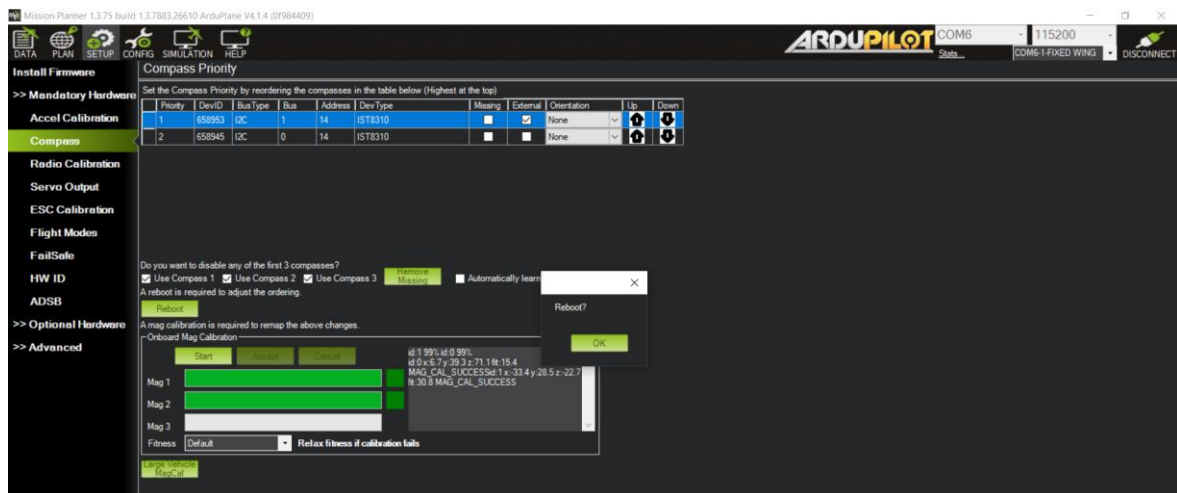 Mission Planner 1.3.75 build 1.3.7883.26610 ArduPlane V4.1.4 (0f984409)
DATA PLAN SETUP CONFIG SIMULATION HELP
ARDUPILOT
COM6 115200
Stats... COM6-1-FIXED WING DISCONNECT
Install Firmware
>> Mandatory Hardware
Accel Calibration
Compass
Radio Calibration
Servo Output
ESC Calibration
Flight Modes
FailSafe
HW ID
ADSB
>> Optional Hardware
>> Advanced
Compass Priority
Set the Compass Priority by reordering the compasses in the table below (Highest at the top)
Priority DevID BusType Bus Address DevType Missing External Orientation Up Down
1 658953 I2C 1 14 IST8310 None
2 658945 I2C 0 14 IST8310 None
Do you want to disable any of the first 3 compasses?
Use Compass 1 Use Compass 2 Use Compass 3 Remove Missing Automatically learn
A reboot is required to adjust the ordering.
Reboot
A mag calibration is required to remap the above changes.
Onboard Mag Calibration
Start Accept Cancel
Mag 1
Mag 2
Mag 3
id:1 99% id:0 99%
id:0 x:6.7 y:39.3 z:71.1 fit:15.4
MAG_CAL_SUCCESSid:1 x:-33.4 y:28.5 z:-22.7
fit:30.8 MAG_CAL_SUCCESS
Fitness Default Relax fitness if calibration fails
Large Vehicle
MagCal
Reboot?
OK